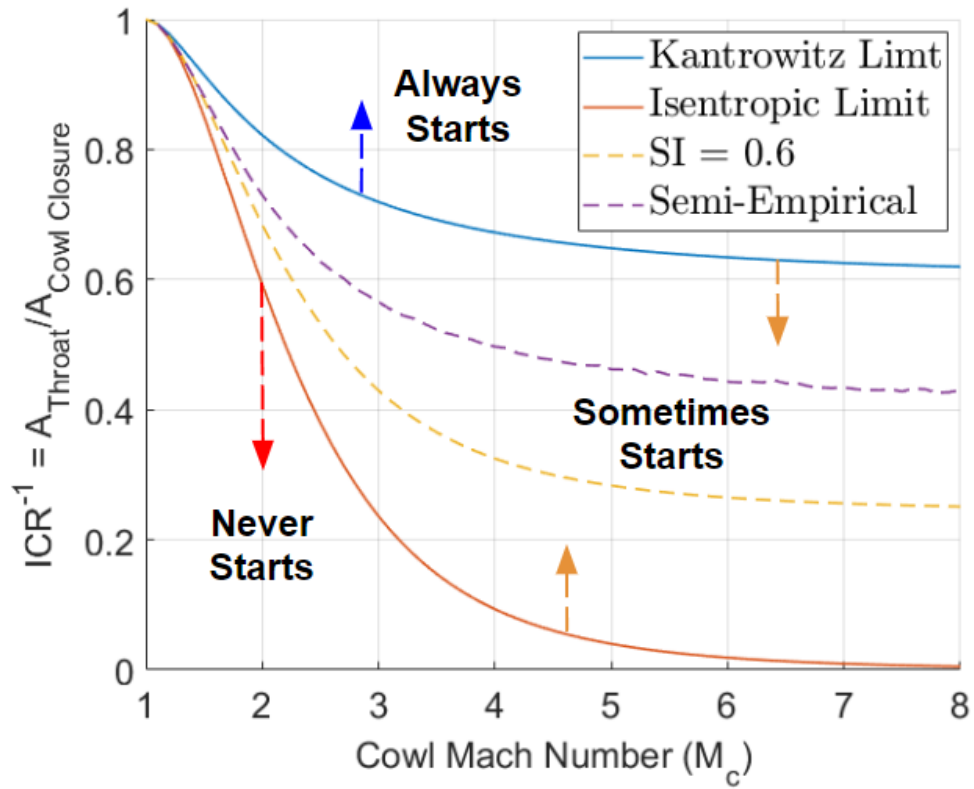 Kantrowitz Limt
Isentropic Limit
SI = 0.6
Semi-Empirical
Always
Starts
Sometimes
Starts
Never
Starts
ICR⁻¹ = A_Throat/A_Cowl Closure
1
0.8
0.6
0.4
0.2
0
1 2 3 4 5 6 7 8
Cowl Mach Number (M_c)